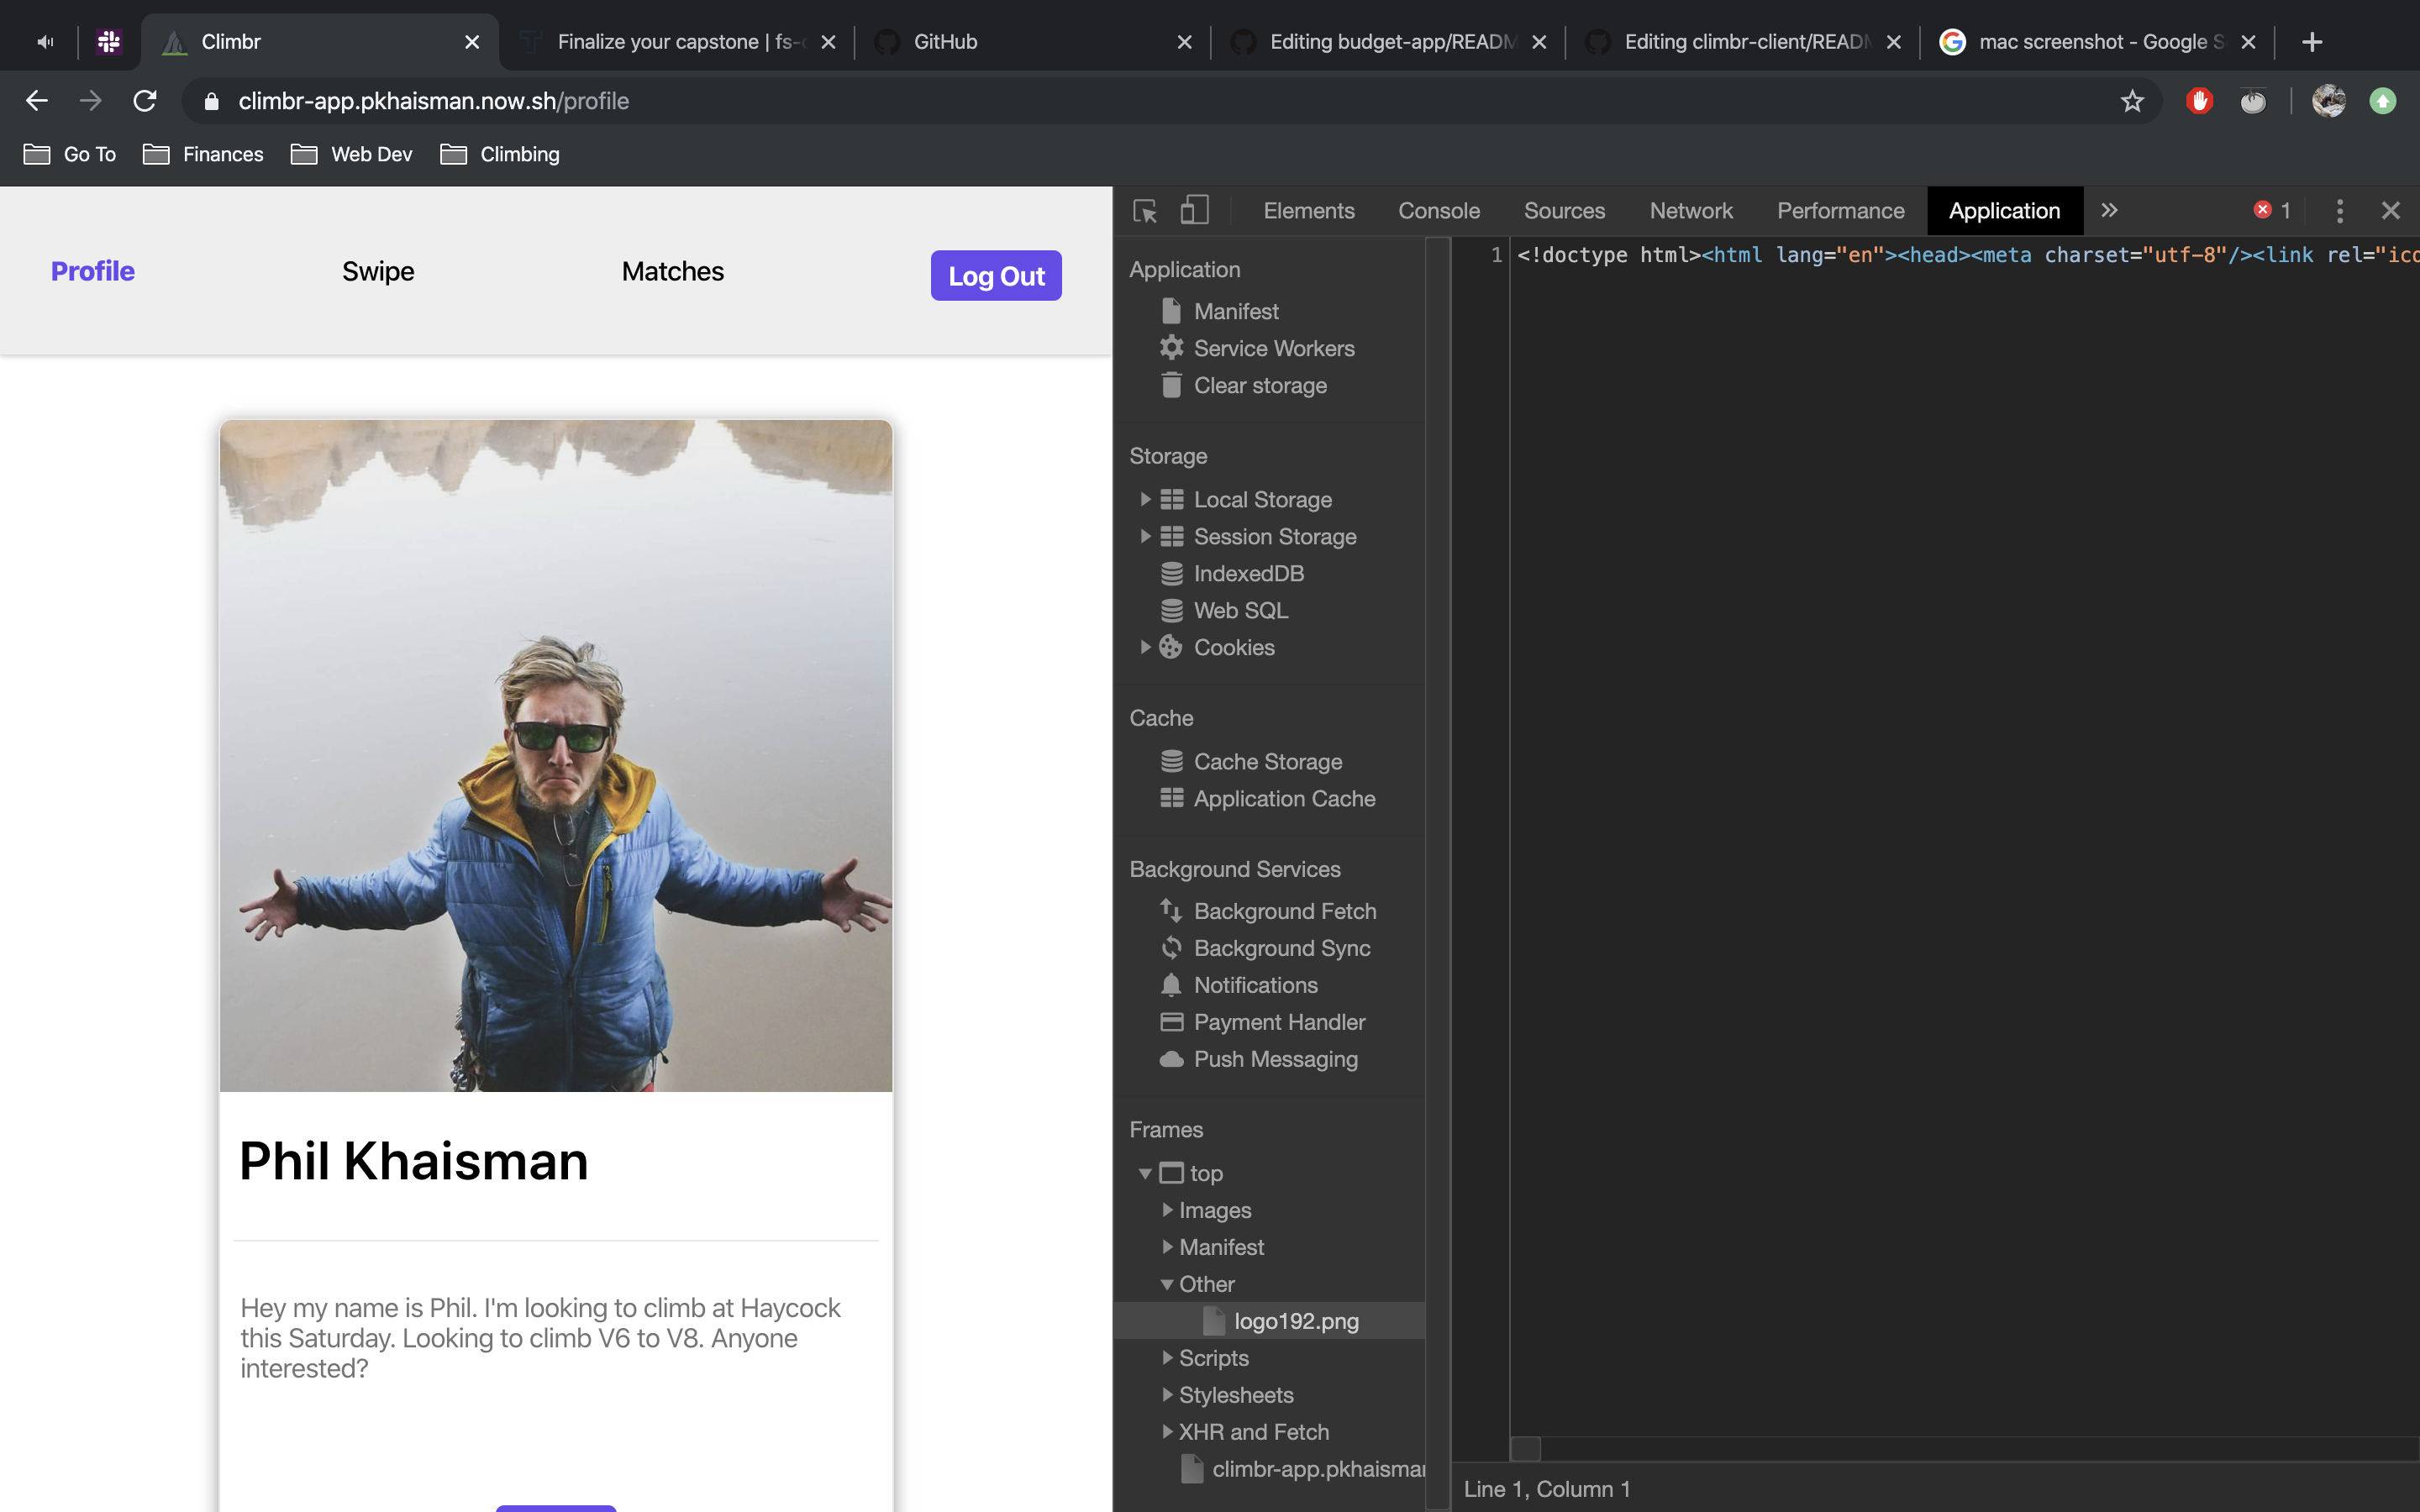 Climbr
Finalize your capstone | fs-c
GitHub
Editing budget-app/READM
Editing climbr-client/READM
mac screenshot - Google S
climbr-app.pkhaisman.now.sh/profile
Go To
Finances
Web Dev
Climbing
Profile
Swipe
Matches
Log Out
Phil Khaisman
Hey my name is Phil. I'm looking to climb at Haycock
this Saturday. Looking to climb V6 to V8. Anyone
interested?
Elements
Console
Sources
Network
Performance
Application
1
Application
Manifest
Service Workers
Clear storage
Storage
Local Storage
Session Storage
IndexedDB
Web SQL
Cookies
Cache
Cache Storage
Application Cache
Background Services
Background Fetch
Background Sync
Notifications
Payment Handler
Push Messaging
Frames
top
Images
Manifest
Other
logo192.png
Scripts
Stylesheets
XHR and Fetch
climbr-app.pkhaisman
1 <!doctype html><html lang="en"><head><meta charset="utf-8"/><link rel="ico
Line 1, Column 1